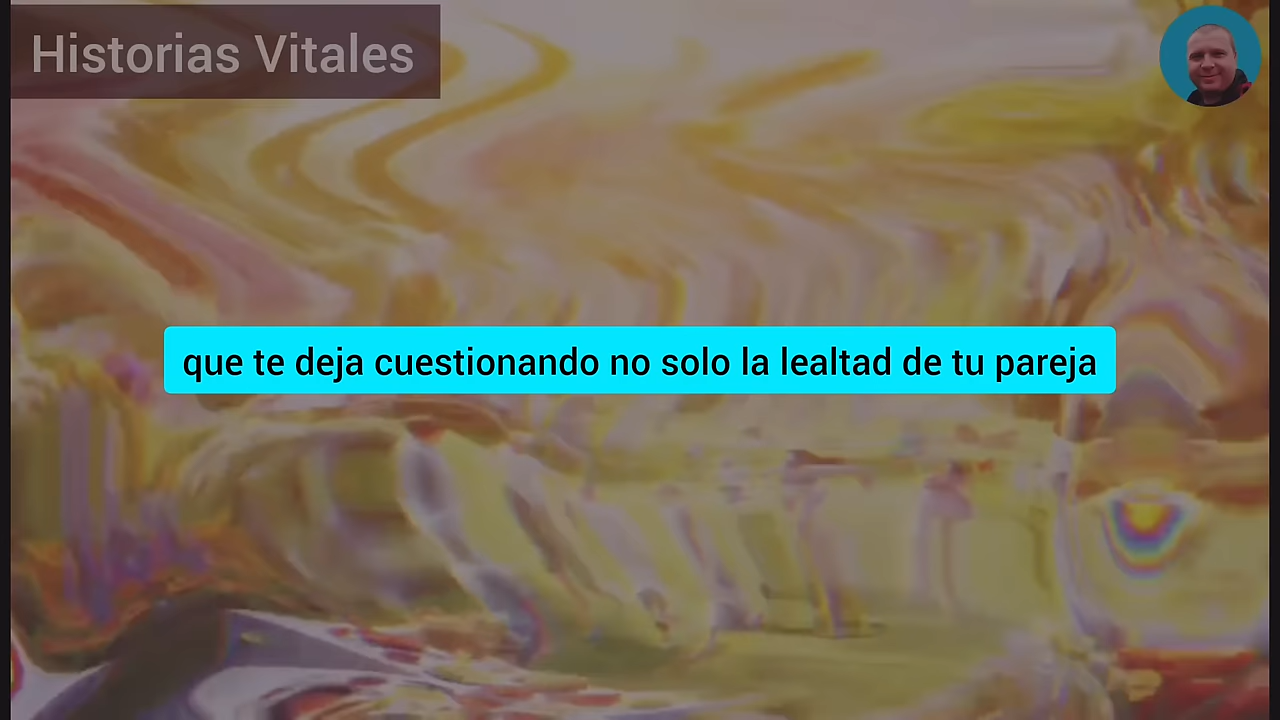 Historias Vitales
que te deja cuestionando no solo la lealtad de tu pareja